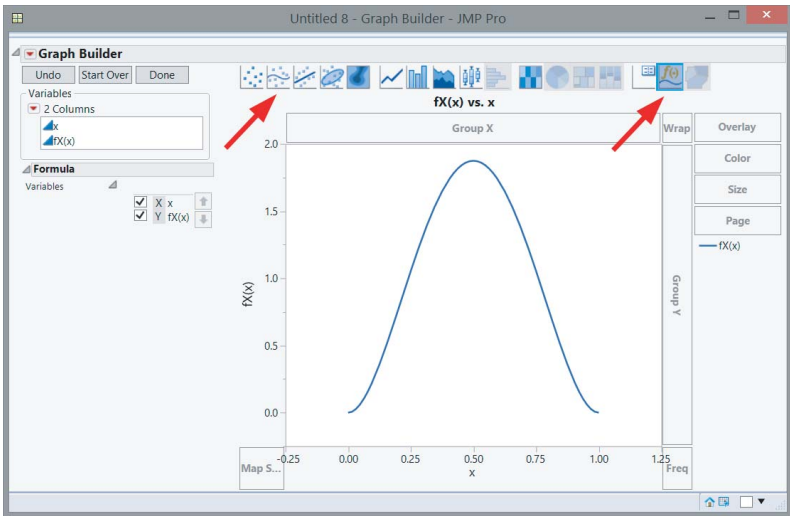 Untitled 8 - Graph Builder - JMP Pro
Graph Builder
Undo Start Over Done
Variables
2 Columns
x
fX(x)
Formula
Variables
X x
Y fX(x)
f()
fX(x) vs. x
Group X
Wrap
Overlay
Color
Size
Page
fX(x)
Group Y
fX(x)
2.0
1.5
1.0
0.5
0.0
-0.25 0.00 0.25 0.50 0.75 1.00 1.25
x
Map S...
Freq